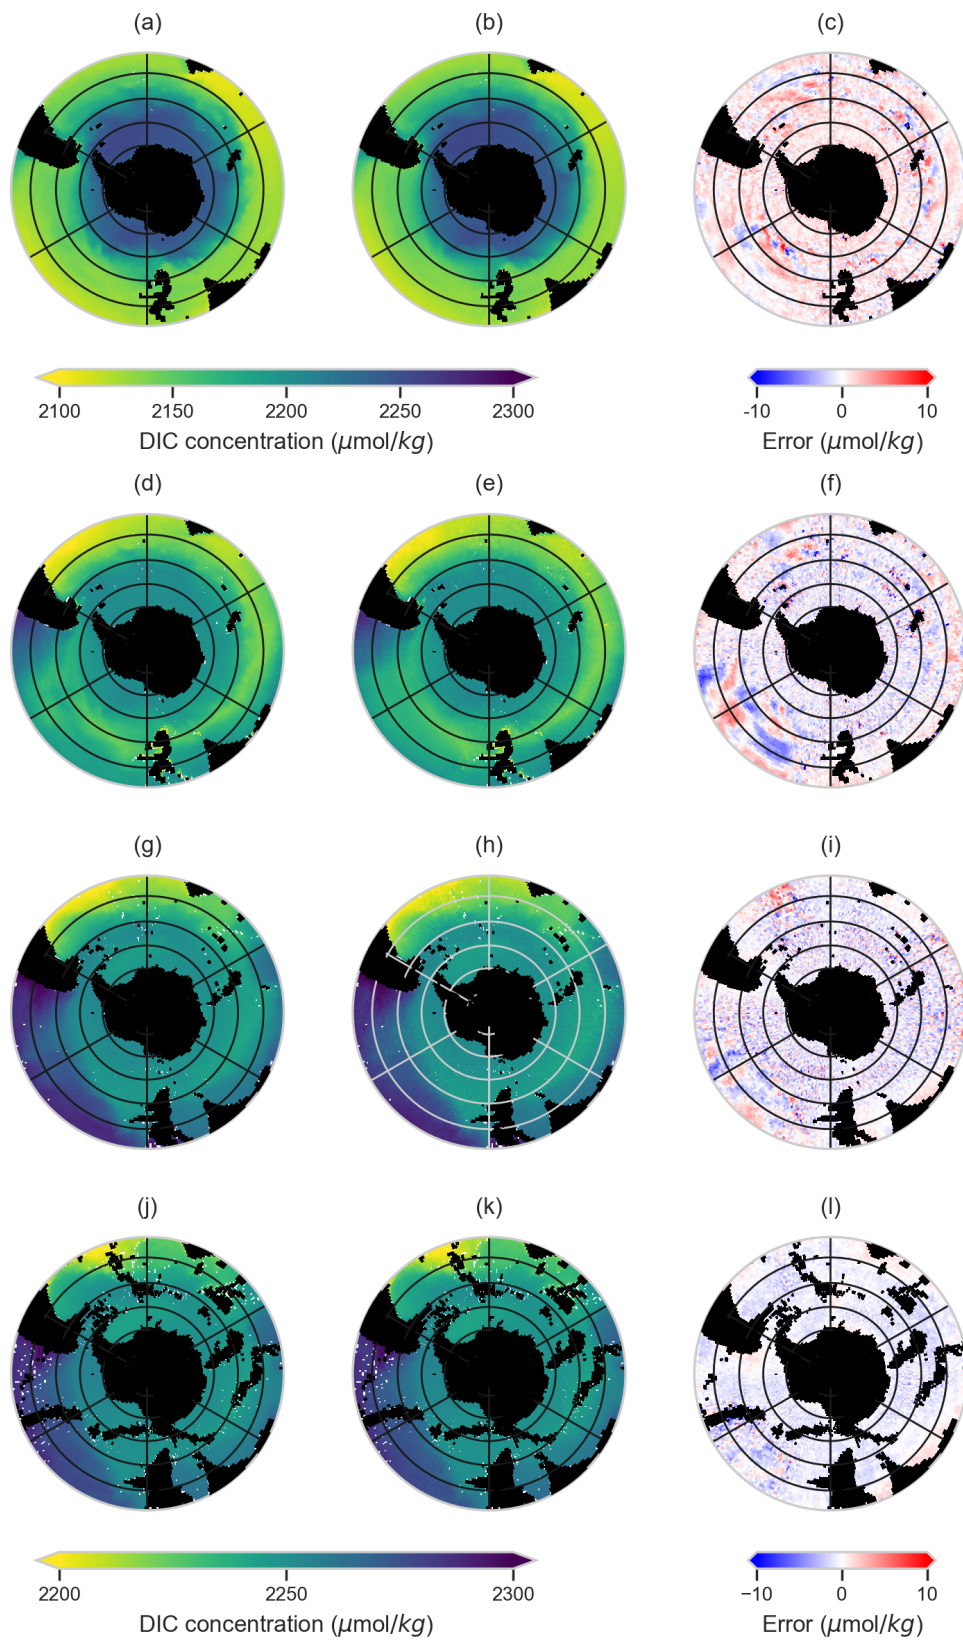 (a) (b) (c)
2100 2150 2200 2250 2300 -10 0 10
DIC concentration (μmol/kg) Error (μmol/kg)
(d) (e) (f)
(g) (h) (i)
(j) (k) (l)
2200 2250 2300 −10 0 10
DIC concentration (μmol/kg) Error (μmol/kg)